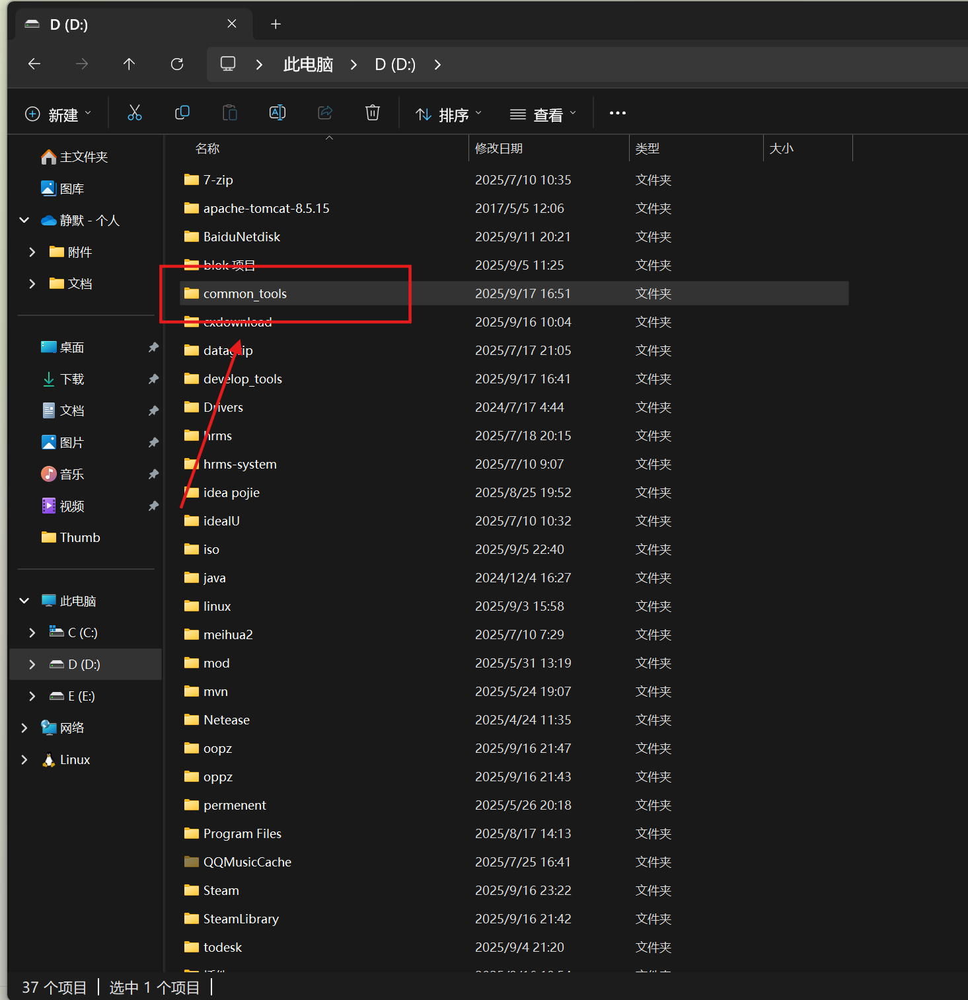 D (D:)
此电脑 D (D:)
新建 排序 查看
名称 修改日期 类型 大小
主文件夹
图库
静默 - 个人
附件
文档
桌面
下载
文档
图片
音乐
视频
Thumb
此电脑
C (C:)
D (D:)
E (E:)
网络
Linux
7-zip 2025/7/10 10:35 文件夹
apache-tomcat-8.5.15 2017/5/5 12:06 文件夹
BaiduNetdisk 2025/9/11 20:21 文件夹
blok 项目 2025/9/5 11:25 文件夹
common_tools 2025/9/17 16:51 文件夹
cxdownload 2025/9/16 10:04 文件夹
datagrip 2025/7/17 21:05 文件夹
develop_tools 2025/9/17 16:41 文件夹
Drivers 2024/7/17 4:44 文件夹
hrms 2025/7/18 20:15 文件夹
hrms-system 2025/7/10 9:07 文件夹
idea pojie 2025/8/25 19:52 文件夹
idealU 2025/7/10 10:32 文件夹
iso 2025/9/5 22:40 文件夹
java 2024/12/4 16:27 文件夹
linux 2025/9/3 15:58 文件夹
meihua2 2025/7/10 7:29 文件夹
mod 2025/5/31 13:19 文件夹
mvn 2025/5/24 19:07 文件夹
Netease 2025/4/24 11:35 文件夹
oopz 2025/9/16 21:47 文件夹
oppz 2025/9/16 21:43 文件夹
permenent 2025/5/26 20:18 文件夹
Program Files 2025/8/17 14:13 文件夹
QQMusicCache 2025/7/25 16:41 文件夹
Steam 2025/9/16 23:22 文件夹
SteamLibrary 2025/9/16 21:42 文件夹
todesk 2025/9/4 21:20 文件夹
37 个项目 选中 1 个项目